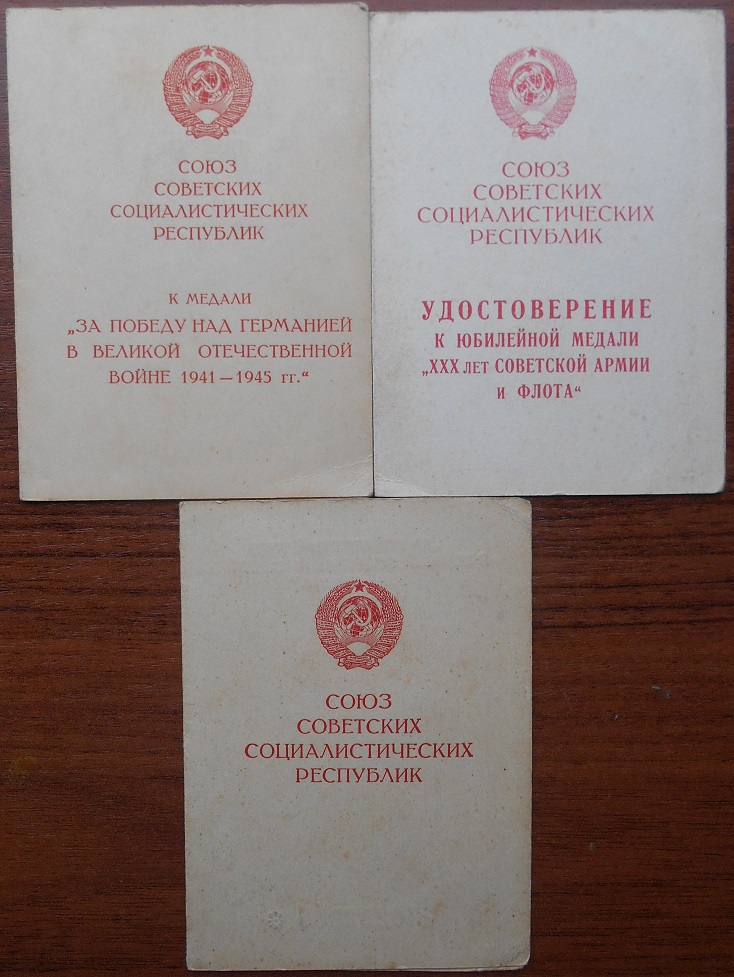 СОЮЗ
СОВЕТСКИХ
СОЦИАЛИСТИЧЕСКИХ
РЕСПУБЛИК
К МЕДАЛИ
„ЗА ПОБЕДУ НАД ГЕРМАНИЕЙ
В ВЕЛИКОЙ ОТЕЧЕСТВЕННОЙ
ВОЙНЕ 1941—1945 гг.“
СОЮЗ
СОВЕТСКИХ
СОЦИАЛИСТИЧЕСКИХ
РЕСПУБЛИК
УДОСТОВЕРЕНИЕ
К ЮБИЛЕЙНОЙ МЕДАЛИ
„XXX ЛЕТ СОВЕТСКОЙ АРМИИ
И ФЛОТА“
СОЮЗ
СОВЕТСКИХ
СОЦИАЛИСТИЧЕСКИХ
РЕСПУБЛИК